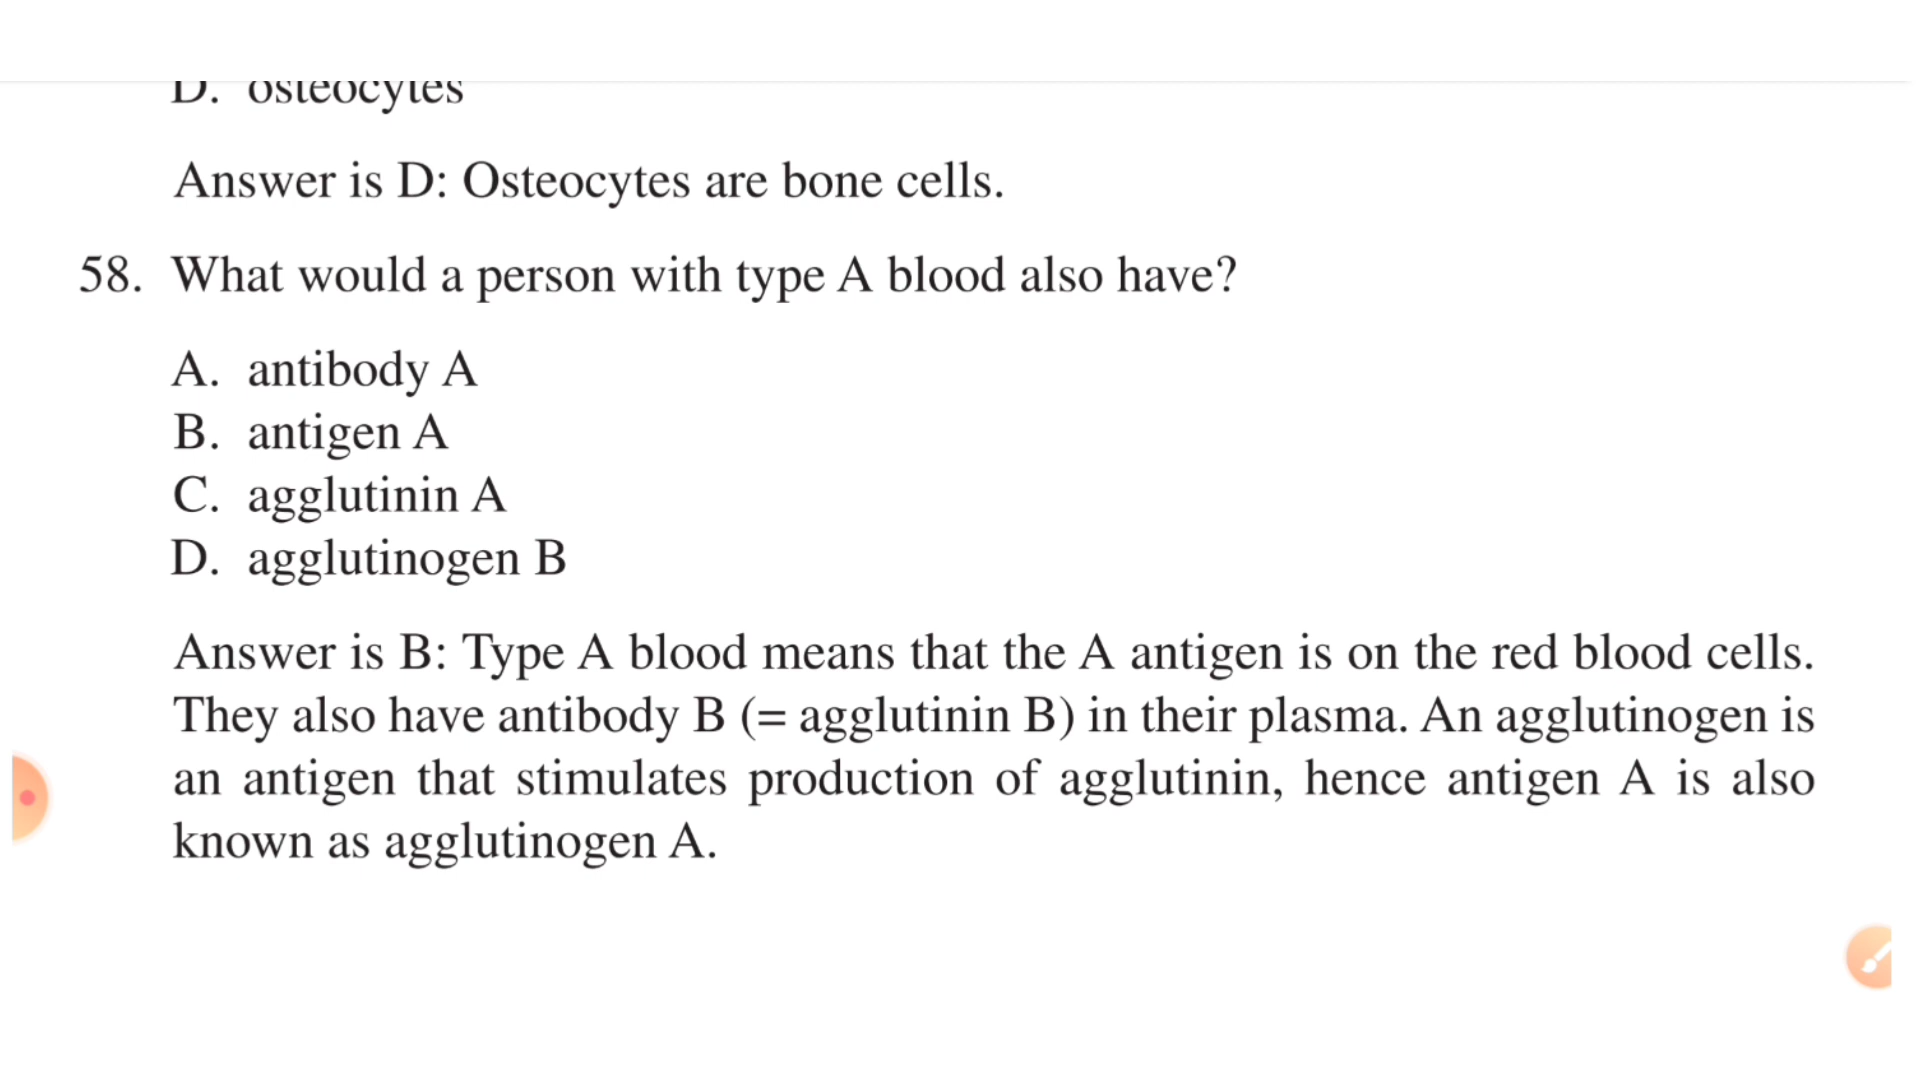 D. osteocytes
Answer is D: Osteocytes are bone cells.
58. What would a person with type A blood also have?
A. antibody A
B. antigen A
C. agglutinin A
D. agglutinogen B
Answer is B: Type A blood means that the A antigen is on the red blood cells.
They also have antibody B (= agglutinin B) in their plasma. An agglutinogen is
an antigen that stimulates production of agglutinin, hence antigen A is also
known as agglutinogen A.